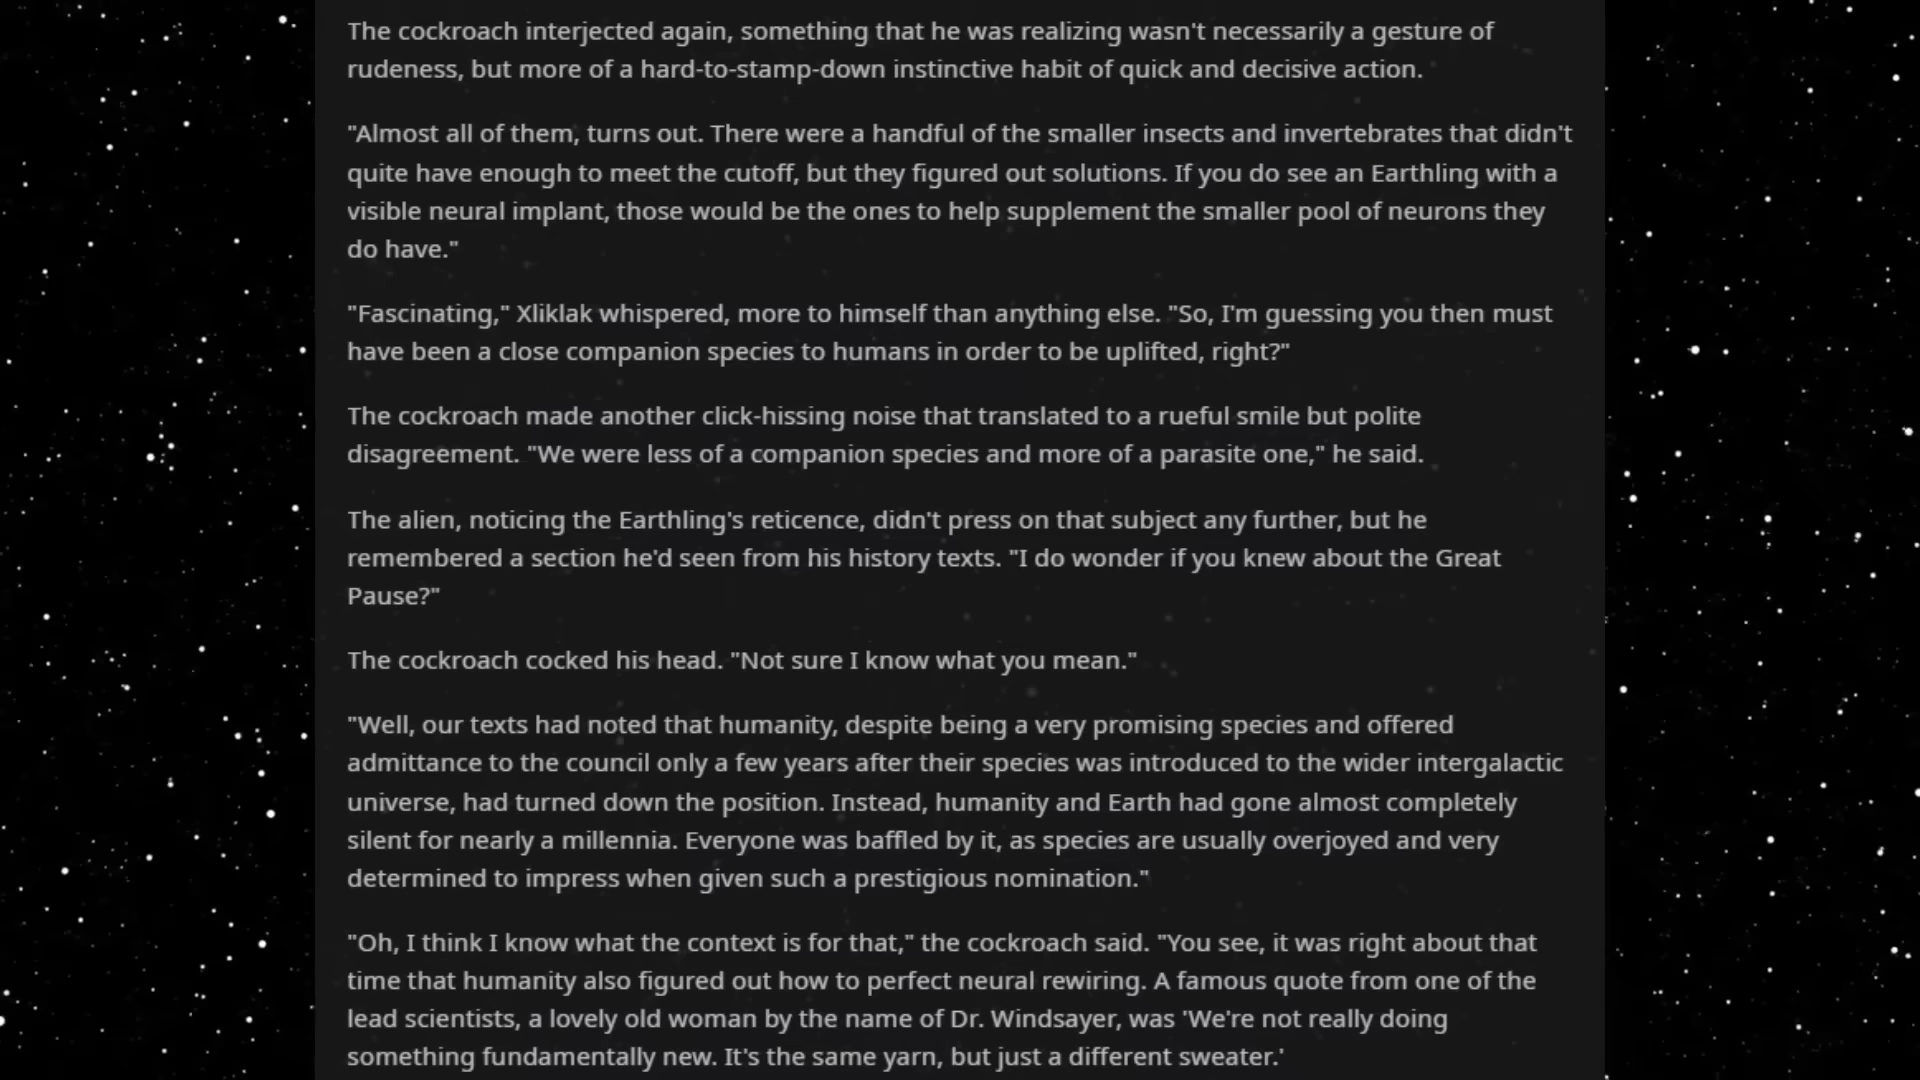 The cockroach interjected again, something that he was realizing wasn't necessarily a gesture of
rudeness, but more of a hard-to-stamp-down instinctive habit of quick and decisive action.
"Almost all of them, turns out. There were a handful of the smaller insects and invertebrates that didn't
quite have enough to meet the cutoff, but they figured out solutions. If you do see an Earthling with a
visible neural implant, those would be the ones to help supplement the smaller pool of neurons they
do have."
"Fascinating," Xliklak whispered, more to himself than anything else. "So, I'm guessing you then must
have been a close companion species to humans in order to be uplifted, right?"
The cockroach made another click-hissing noise that translated to a rueful smile but polite
disagreement. "We were less of a companion species and more of a parasite one," he said.
The alien, noticing the Earthling's reticence, didn't press on that subject any further, but he
remembered a section he'd seen from his history texts. "I do wonder if you knew about the Great
Pause?"
The cockroach cocked his head. "Not sure I know what you mean."
"Well, our texts had noted that humanity, despite being a very promising species and offered
admittance to the council only a few years after their species was introduced to the wider intergalactic
universe, had turned down the position. Instead, humanity and Earth had gone almost completely
silent for nearly a millennia. Everyone was baffled by it, as species are usually overjoyed and very
determined to impress when given such a prestigious nomination."
"Oh, I think I know what the context is for that," the cockroach said. "You see, it was right about that
time that humanity also figured out how to perfect neural rewiring. A famous quote from one of the
lead scientists, a lovely old woman by the name of Dr. Windsayer, was 'We're not really doing
something fundamentally new. It's the same yarn, but just a different sweater.'